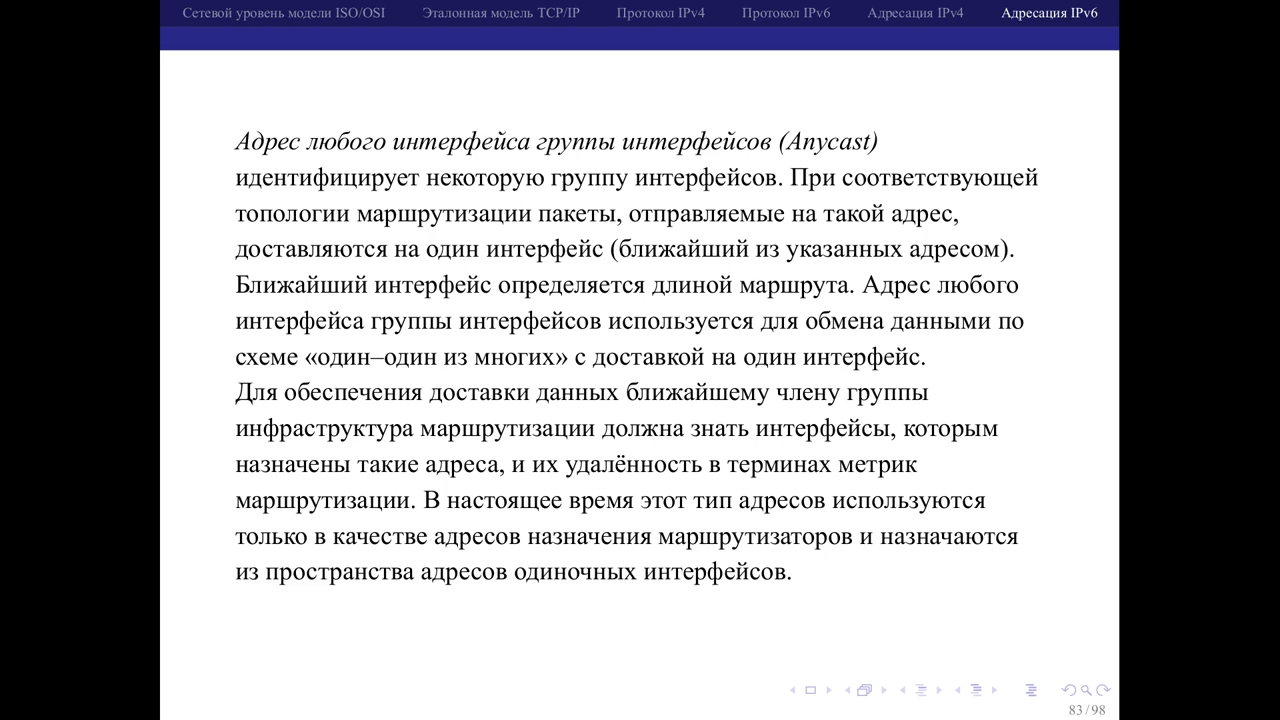 Сетевой уровень модели ISO/OSI Эталонная модель TCP/IP Протокол IPv4 Протокол IPv6 Адресация IPv4 Адресация IPv6
Адрес любого интерфейса группы интерфейсов (Anycast)
идентифицирует некоторую группу интерфейсов. При соответствующей
топологии маршрутизации пакеты, отправляемые на такой адрес,
доставляются на один интерфейс (ближайший из указанных адресом).
Ближайший интерфейс определяется длиной маршрута. Адрес любого
интерфейса группы интерфейсов используется для обмена данными по
схеме «один–один из многих» с доставкой на один интерфейс.
Для обеспечения доставки данных ближайшему члену группы
инфраструктура маршрутизации должна знать интерфейсы, которым
назначены такие адреса, и их удалённость в терминах метрик
маршрутизации. В настоящее время этот тип адресов используются
только в качестве адресов назначения маршрутизаторов и назначаются
из пространства адресов одиночных интерфейсов.
83 / 98